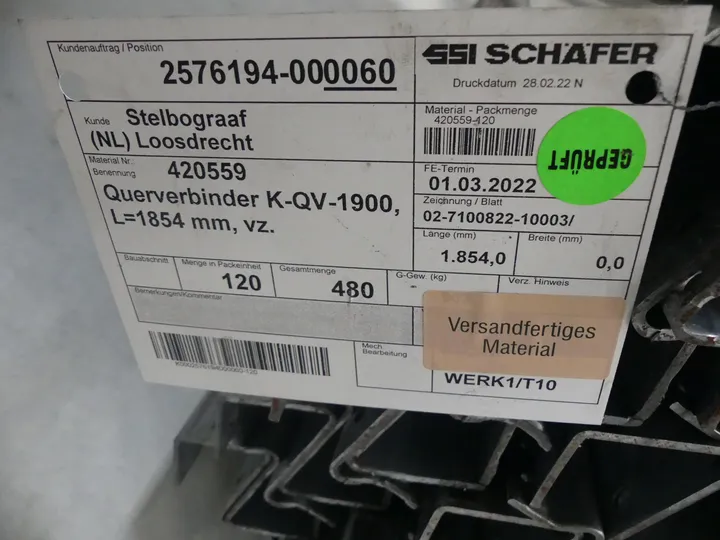 Kundenauftrag / Position
2576194-000060
SSI SCHÄFER
Druckdatum 28.02.22 N
Kunde Stelbograaf
(NL) Loosdrecht
Material - Packmenge
420559-120
GEPRÜFT
Material Nr.
Benennung 420559
Querverbinder K-QV-1900,
L=1854 mm, vz.
FE-Termin
01.03.2022
Zeichnung / Blatt
02-7100822-10003/
Länge (mm)
1.854,0
Breite (mm)
0,0
Bauabschnitt
Menge in Packeinheit
120
Gesamtmenge
480
G-Gew. (kg)
Verz. Hinweis
Bemerkungen/Kommentar
Versandfertiges
Material
K0002576194000060-120
Mech.
Bearbeitung
WERK1/T10